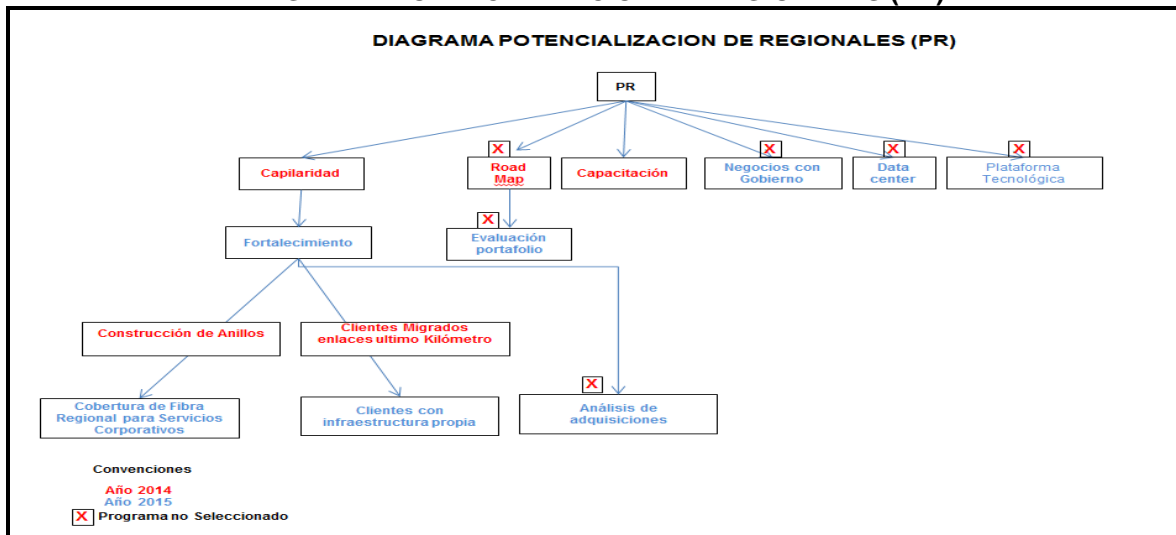 DIAGRAMA POTENCIALIZACION DE REGIONALES (PR)
PR
X
X
X
X
Capilaridad
Road
Map
Capacitación
Negocios con
Gobierno
Data
center
Plataforma
Tecnológica
X
Fortalecimiento
Evaluación
portafolio
Construcción de Anillos
Clientes Migrados
enlaces ultimo Kilómetro
X
Cobertura de Fibra
Regional para Servicios
Corporativos
Clientes con
infraestructura propia
Análisis de
adquisiciones
Convenciones
Año 2014
Año 2015
X Programa no Seleccionado